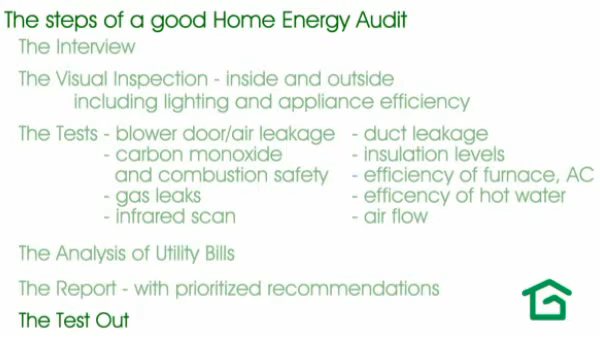 The steps of a good Home Energy Audit
The Interview
The Visual Inspection - inside and outside
including lighting and appliance efficiency
The Tests - blower door/air leakage - duct leakage
- carbon monoxide - insulation levels
and combustion safety - efficiency of furnace, AC
- gas leaks - efficency of hot water
- infrared scan - air flow
The Analysis of Utility Bills
The Report - with prioritized recommendations
The Test Out